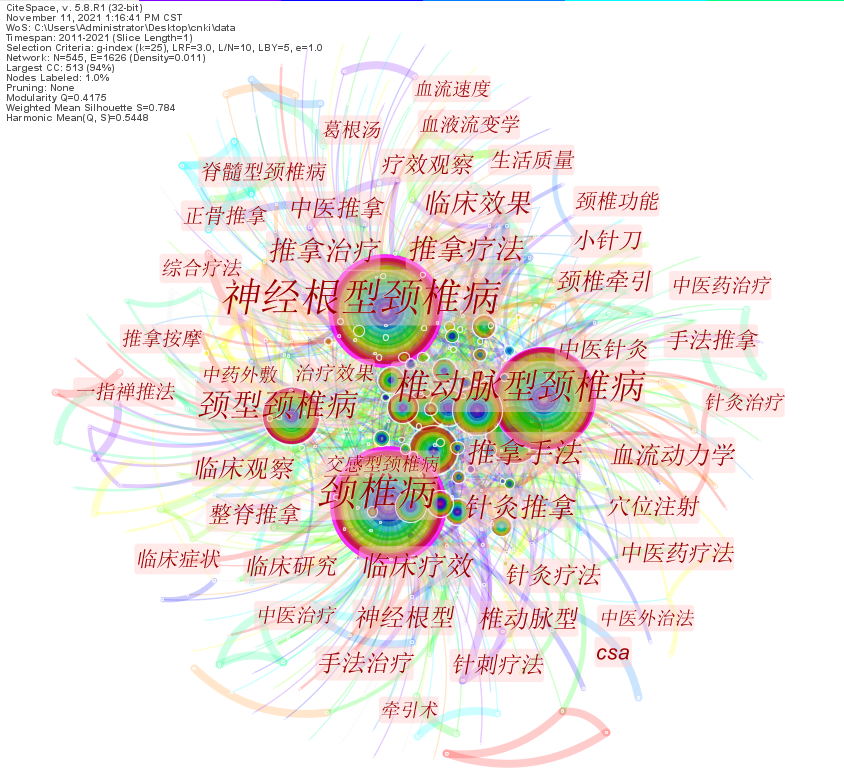 CiteSpace, v. 5.8.R1 (32-bit)
November 11, 2021 1:16:41 PM CST
WoS: C:\Users\Administrator\Desktop\cnki\data
Timespan: 2011-2021 (Slice Length=1)
Selection Criteria: g-index (k=25), LRF=3.0, L/N=10, LBY=5, e=1.0
Network: N=545, E=1626 (Density=0.011)
Largest CC: 513 (94%)
Nodes Labeled: 1.0%
Pruning: None
Modularity Q=0.4175
Weighted Mean Silhouette S=0.784
Harmonic Mean(Q, S)=0.5448
血流速度
葛根汤
血液流变学
疗效观察
生活质量
脊髓型颈椎病
正骨推拿
中医推拿
临床效果
颈椎功能
推拿治疗
推拿疗法
小针刀
综合疗法
颈椎牵引
中医药治疗
神经根型颈椎病
推拿按摩
中医针灸
手法推拿
中药外敷
治疗效果
一指禅推法
颈型颈椎病
椎动脉型颈椎病
针灸治疗
临床观察
交感型颈椎病
推拿手法
血流动力学
颈椎病
整脊推拿
针灸推拿
穴位注射
临床症状
临床研究
临床疗效
针灸疗法
中医药疗法
中医治疗
神经根型
椎动脉型
中医外治法
手法治疗
针刺疗法
csa
牵引术